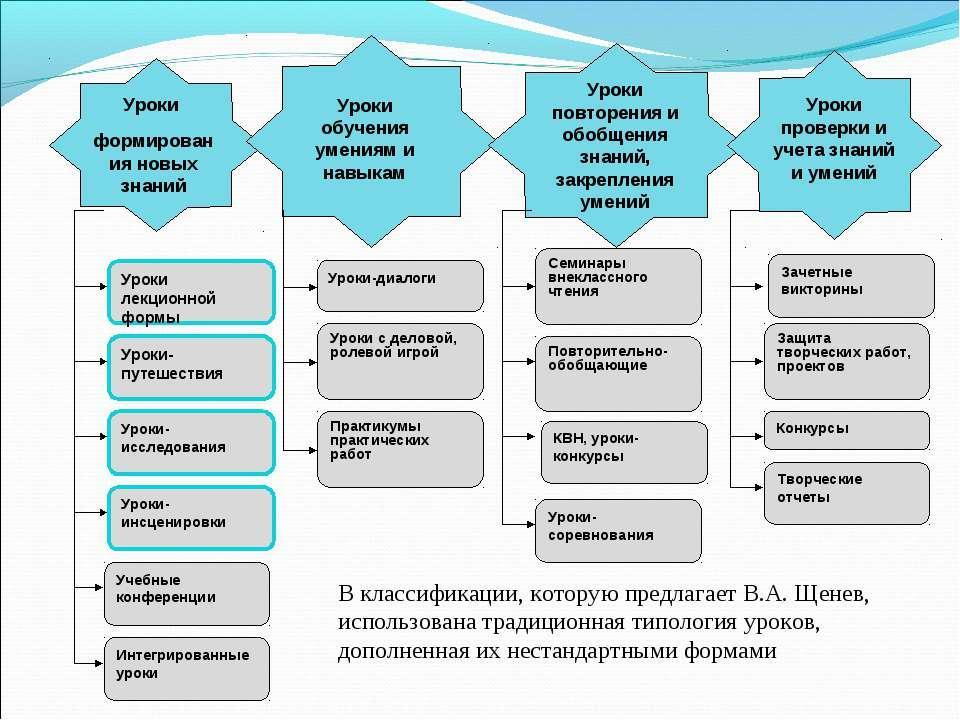 Уроки
формирован
ия новых
знаний
Уроки лекционной
формы
Уроки-
путешествия
Уроки-
исследования
Уроки-
инсценировки
Учебные
конференции
Интегрированные
уроки
Уроки
обучения
умениям и
навыкам
Уроки-диалоги
Уроки с деловой,
ролевой игрой
Практикумы
практических
работ
Уроки
повторения и
обобщения
знаний,
закрепления
умений
Семинары
внеклассного
чтения
Повторительно-
обобщающие
КВН, уроки-
конкурсы
Уроки-
соревнования
Уроки
проверки и
учета знаний
и умений
Зачетные
викторины
Защита
творческих работ,
проектов
Конкурсы
Творческие
отчеты
В классификации, которую предлагает В.А. Щенев,
использована традиционная типология уроков,
дополненная их нестандартными формами